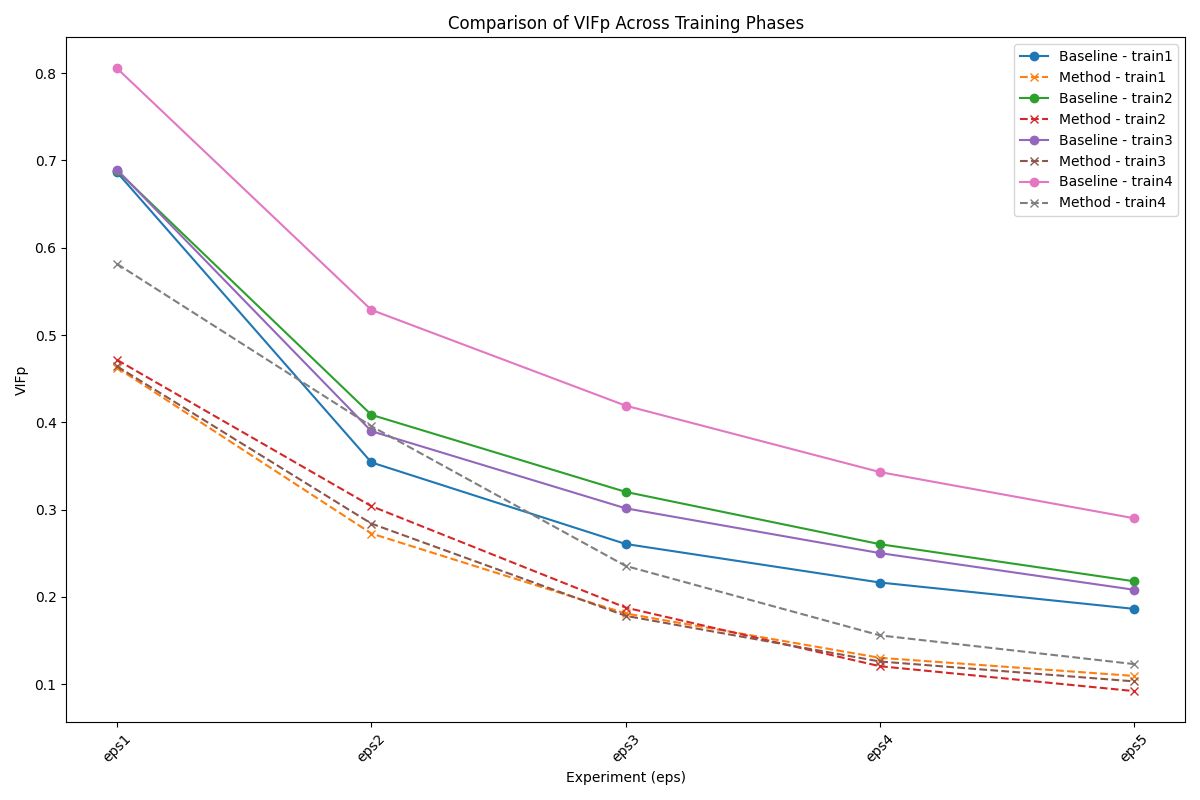 Comparison of VIFp Across Training Phases
Baseline - train1
Method - train1
Baseline - train2
Method - train2
Baseline - train3
Method - train3
Baseline - train4
Method - train4
0.8
0.7
0.6
0.5
0.4
0.3
0.2
0.1
VIFp
eps1
eps2
eps3
eps4
eps5
Experiment (eps)